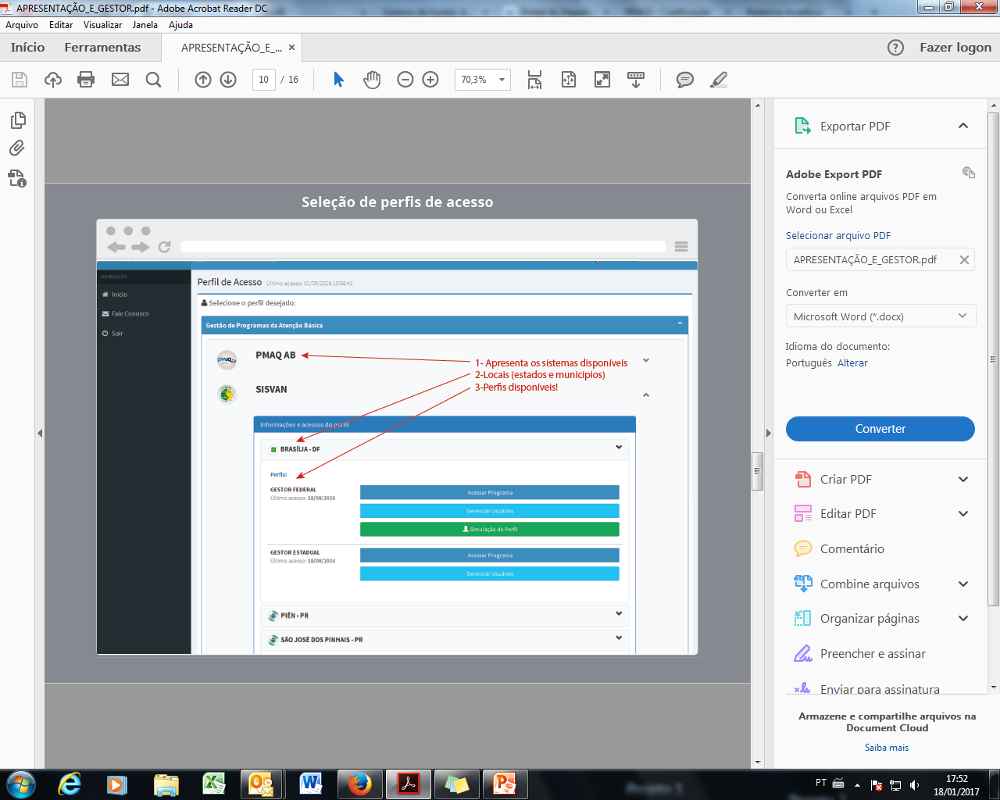 APRESENTAÇÃO_E_GESTOR.pdf - Adobe Acrobat Reader DC
Arquivo Editar Visualizar Janela Ajuda
Início Ferramentas APRESENTAÇÃO_E_... × ? Fazer logon
10 / 16 70,3%
Exportar PDF
Adobe Export PDF
Converta online arquivos PDF em
Word ou Excel
Selecionar arquivo PDF
APRESENTAÇÃO_E_GESTOR.pdf
Converter em
Microsoft Word (*.docx)
Idioma do documento:
Português Alterar
Converter
Criar PDF
Editar PDF
Comentário
Combine arquivos
Organizar páginas
Preencher e assinar
Enviar para assinatura
Armazene e compartilhe arquivos na
Document Cloud
Saiba mais
Seleção de perfis de acesso
NAVEGAÇÃO
Início
Fale Conosco
Sair
Perfil de Acesso Último acesso: 01/09/2016 10:58:41
Selecione o perfil desejado:
Gestão de Programas da Atenção Básica
PMAQ AB
SISVAN
1- Apresenta os sistemas disponíveis
2-Locais (estados e municipios)
3-Perfis disponíveis!
Informações e acessos do perfil
BRASÍLIA - DF
Perfis:
GESTOR FEDERAL
Último acesso: 18/08/2016
Acessar Programa
Gerenciar Usuários
Simulação de Perfil
GESTOR ESTADUAL
Último acesso: 18/08/2016
Acessar Programa
Gerenciar Usuários
PIÊN - PR
SÃO JOSÉ DOS PINHAIS - PR
PT
17:52
18/01/2017